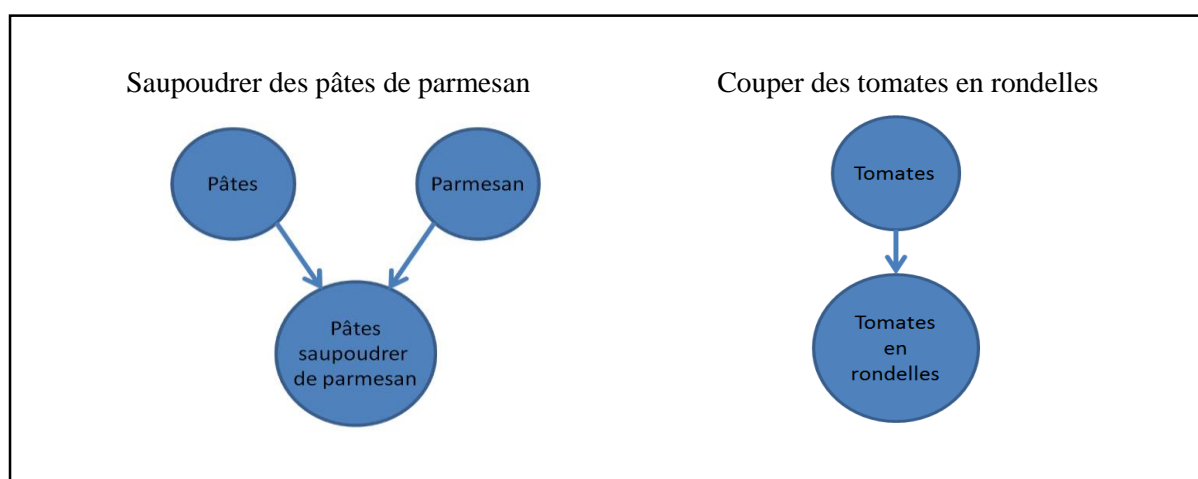 Saupoudrer des pâtes de parmesan
Couper des tomates en rondelles
Pâtes
Parmesan
Pâtes
saupoudrer
de parmesan
Tomates
Tomates
en
rondelles